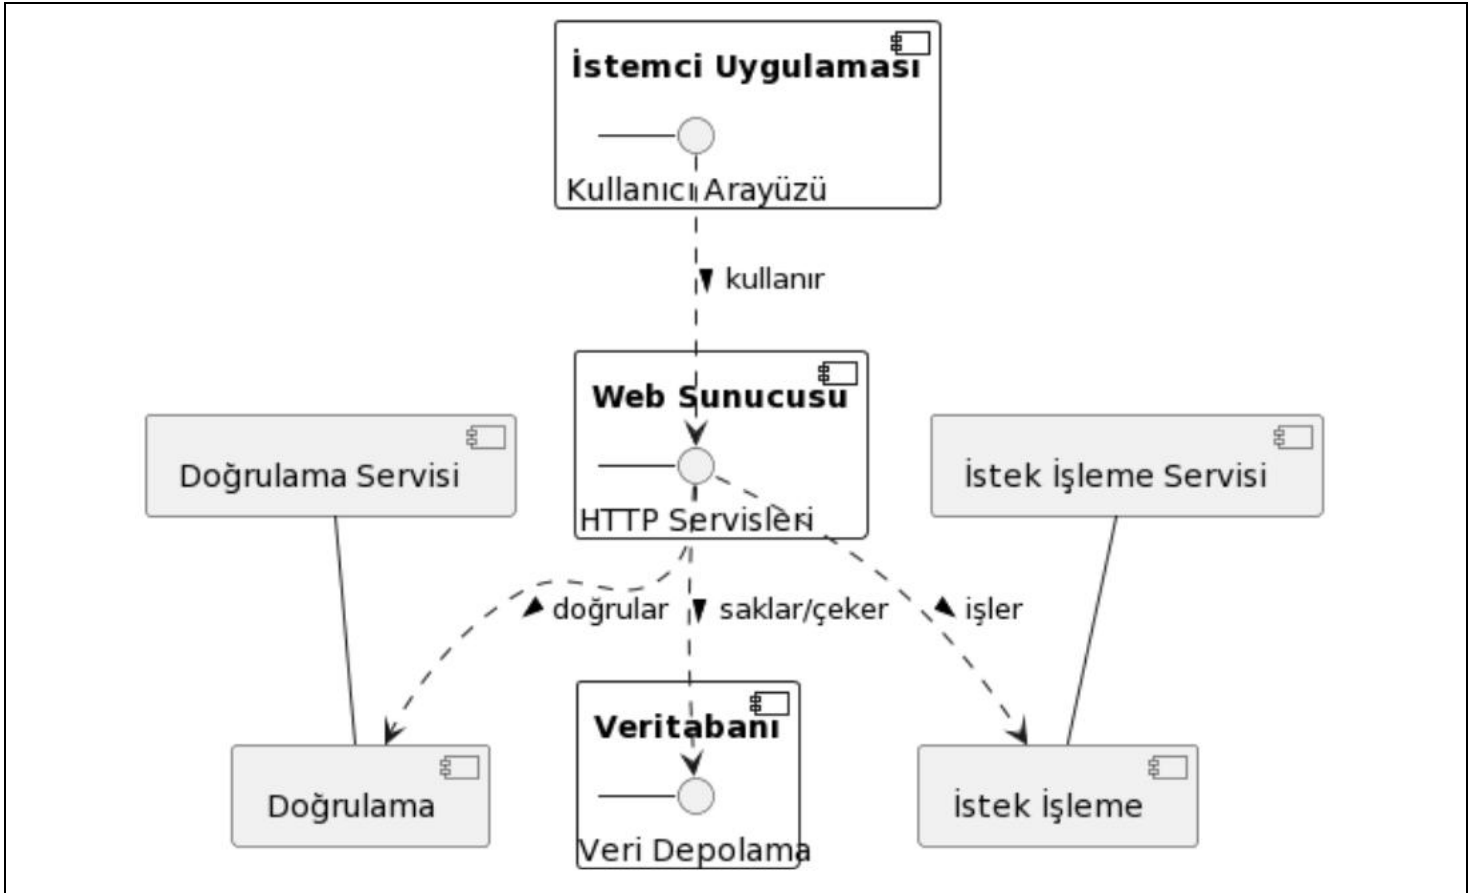 İstemci Uygulaması
Kullanıcı Arayüzü
kullanır
Web Sunucusu
HTTP Servisleri
Doğrulama Servisi
İstek İşleme Servisi
doğrular
saklar/çeker
işler
Veritabanı
Veri Depolama
Doğrulama
İstek İşleme